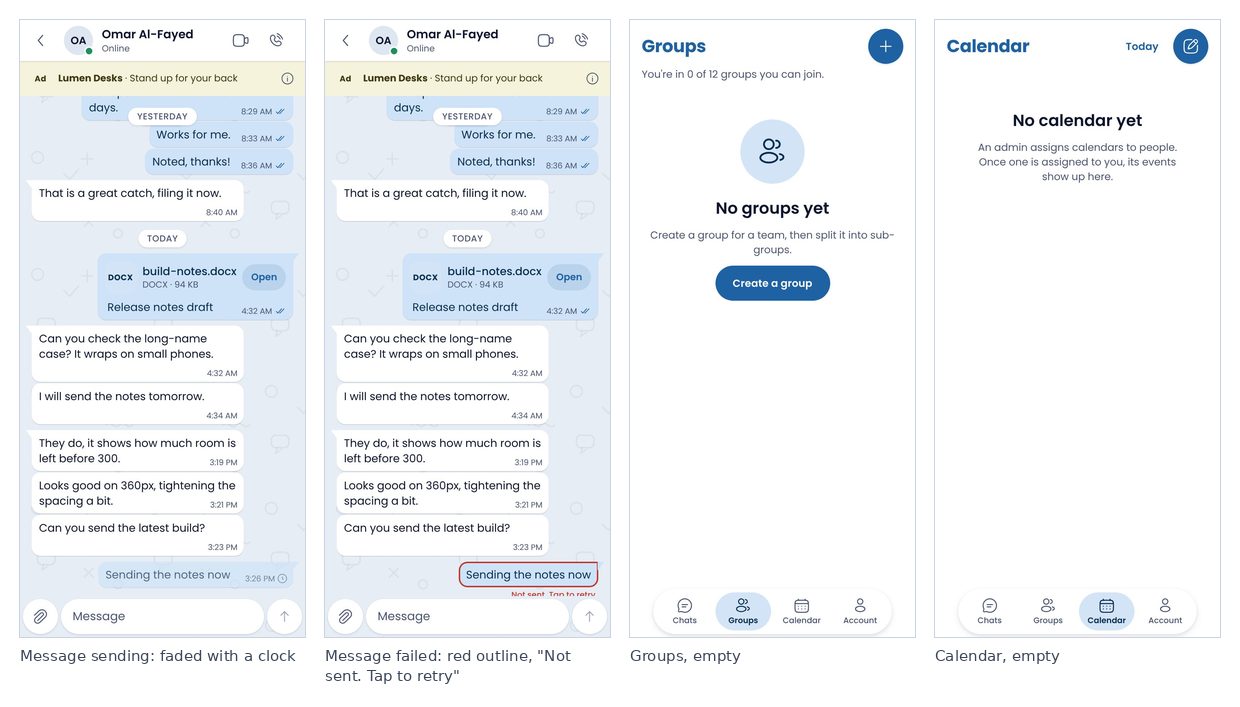 OA
Omar Al-Fayed
Online
Ad Lumen Desks · Stand up for your back
days.
8:29 AM
YESTERDAY
Works for me.
8:33 AM
Noted, thanks!
8:36 AM
That is a great catch, filing it now.
8:40 AM
TODAY
DOCX
build-notes.docx
DOCX · 94 KB
Open
Release notes draft
4:32 AM
Can you check the long-name
case? It wraps on small phones.
4:32 AM
I will send the notes tomorrow.
4:34 AM
They do, it shows how much room is
left before 300.
3:19 PM
Looks good on 360px, tightening the
spacing a bit.
3:21 PM
Can you send the latest build?
3:23 PM
Sending the notes now
3:26 PM
Message
Message sending: faded with a clock
OA
Omar Al-Fayed
Online
Ad Lumen Desks · Stand up for your back
days.
8:29 AM
YESTERDAY
Works for me.
8:33 AM
Noted, thanks!
8:36 AM
That is a great catch, filing it now.
8:40 AM
TODAY
DOCX
build-notes.docx
DOCX · 94 KB
Open
Release notes draft
4:32 AM
Can you check the long-name
case? It wraps on small phones.
4:32 AM
I will send the notes tomorrow.
4:34 AM
They do, it shows how much room is
left before 300.
3:19 PM
Looks good on 360px, tightening the
spacing a bit.
3:21 PM
Can you send the latest build?
3:23 PM
Sending the notes now
Not sent. Tap to retry
Message
Message failed: red outline, "Not
sent. Tap to retry"
Groups
You're in 0 of 12 groups you can join.
No groups yet
Create a group for a team, then split it into sub-
groups.
Create a group
Chats
Groups
Calendar
Account
Groups, empty
Calendar
Today
No calendar yet
An admin assigns calendars to people.
Once one is assigned to you, its events
show up here.
Chats
Groups
Calendar
Account
Calendar, empty